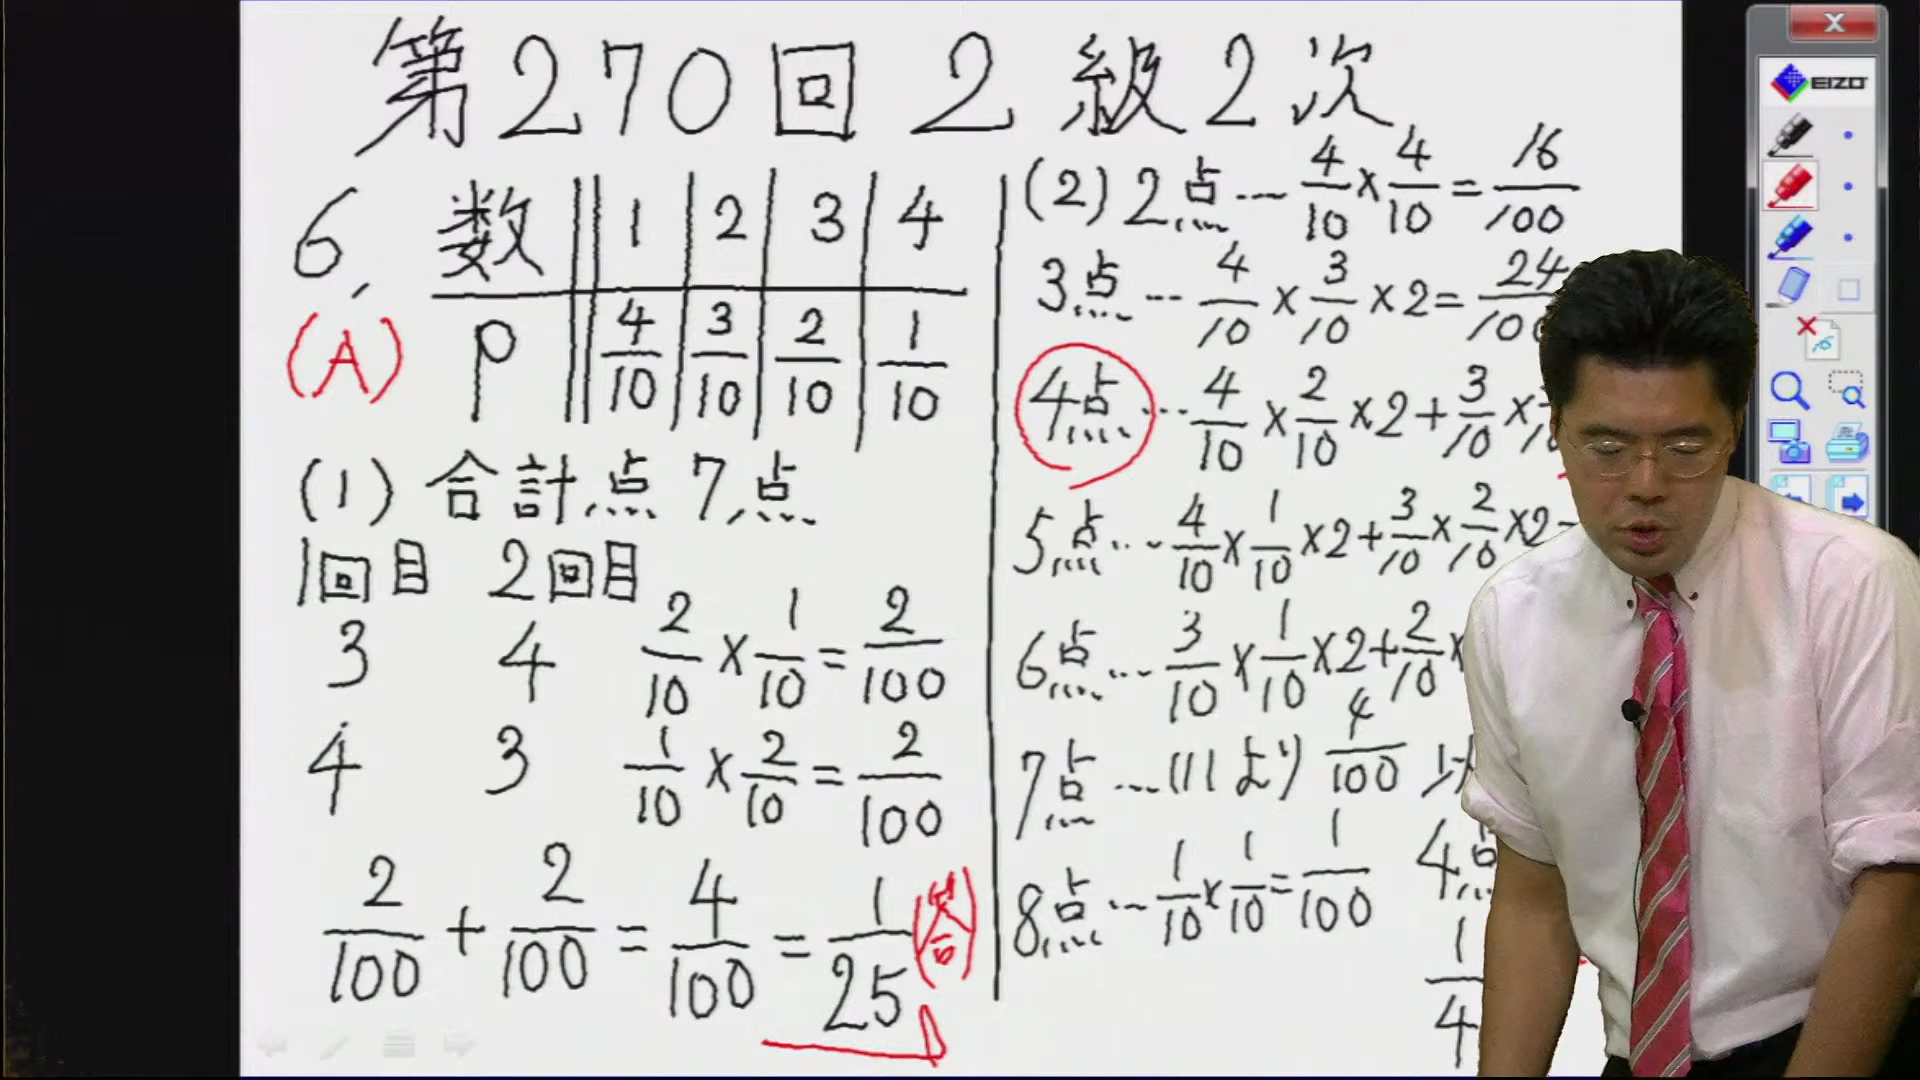 第270回 2級2次
6,
(A)
数 1 2 3 4
P 4/10 3/10 2/10 1/10
(1) 合計点 7点
1回目 2回目
3 4 2/10×1/10=2/100
4 3 1/10×2/10=2/100
2/100+2/100=4/100=1/25 (答)
(2) 2点…4/10×4/10=16/100
3点…4/10×3/10×2=24/100
4点…4/10×2/10×2+3/10×
5点…4/10×1/10×2+3/10×2/10×2
6点…3/10×1/10×2+2/10×
7点…(1)より 4/100
8点…1/10×1/10=1/100
4点
1/4
EIZO